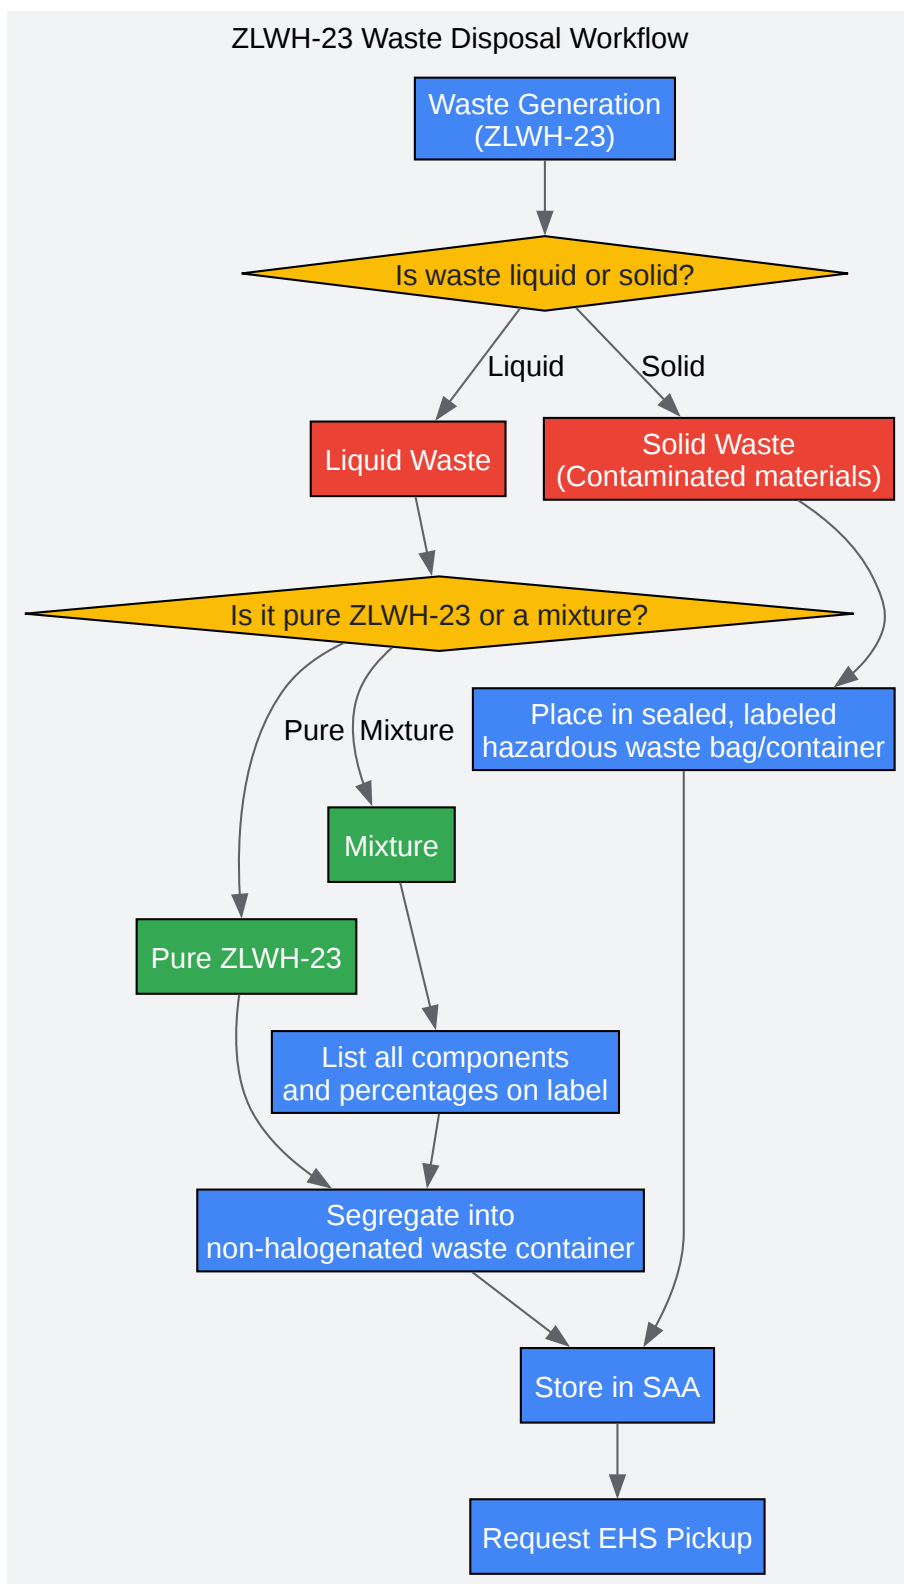 ZLWH-23 Waste Disposal Workflow
Waste Generation
(ZLWH-23)
Is waste liquid or solid?
Liquid
Solid
Liquid Waste
Solid Waste
(Contaminated materials)
Is it pure ZLWH-23 or a mixture?
Pure
Mixture
Place in sealed, labeled
hazardous waste bag/container
Mixture
Pure ZLWH-23
List all components
and percentages on label
Segregate into
non-halogenated waste container
Store in SAA
Request EHS Pickup